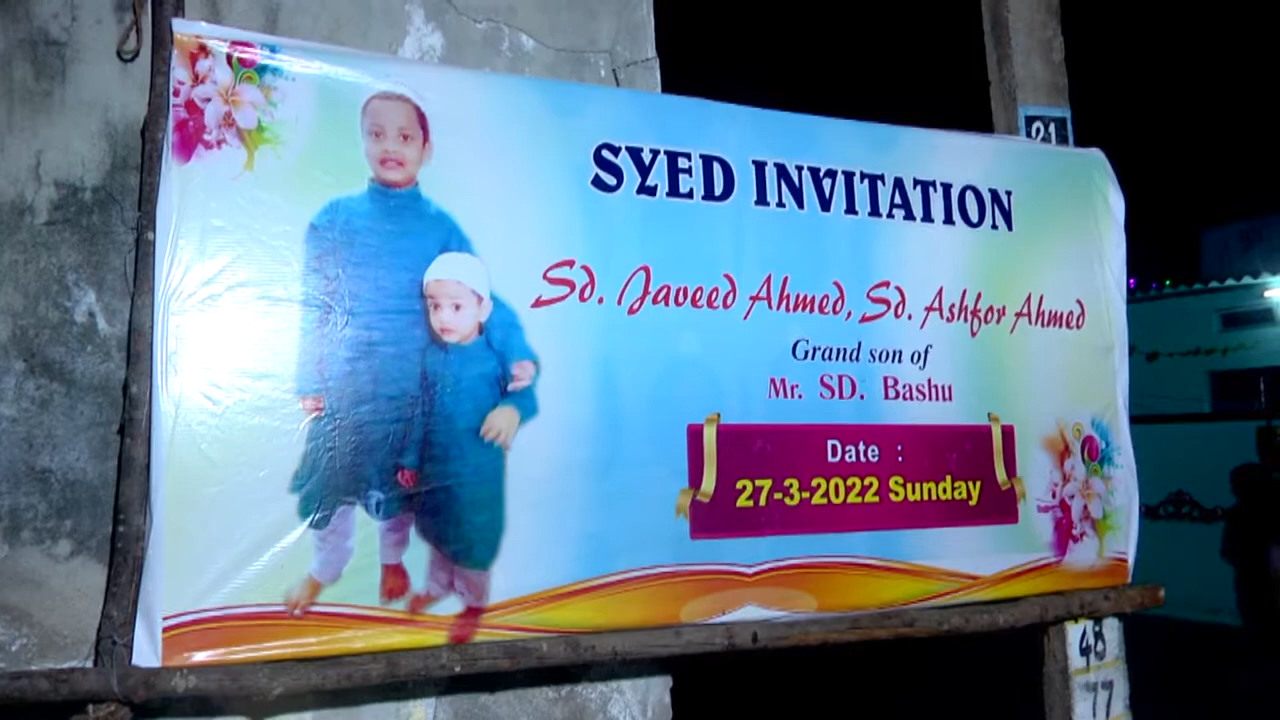 SYED INVITATION
Sd. Javeed Ahmed, Sd. Ashfor Ahmed
Grand son of
Mr. SD. Bashu
Date :
27-3-2022 Sunday
21
48
77